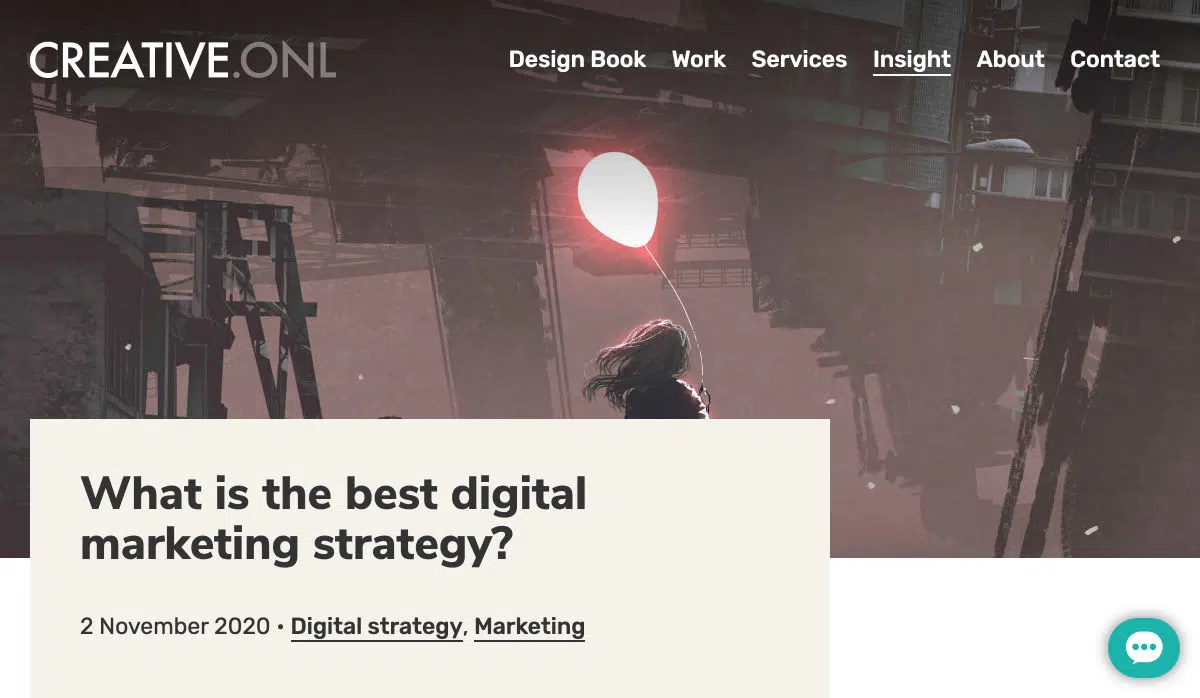 CREATIVE.ONL
Design Book Work Services Insight About Contact
What is the best digital
marketing strategy?
2 November 2020 • Digital strategy, Marketing